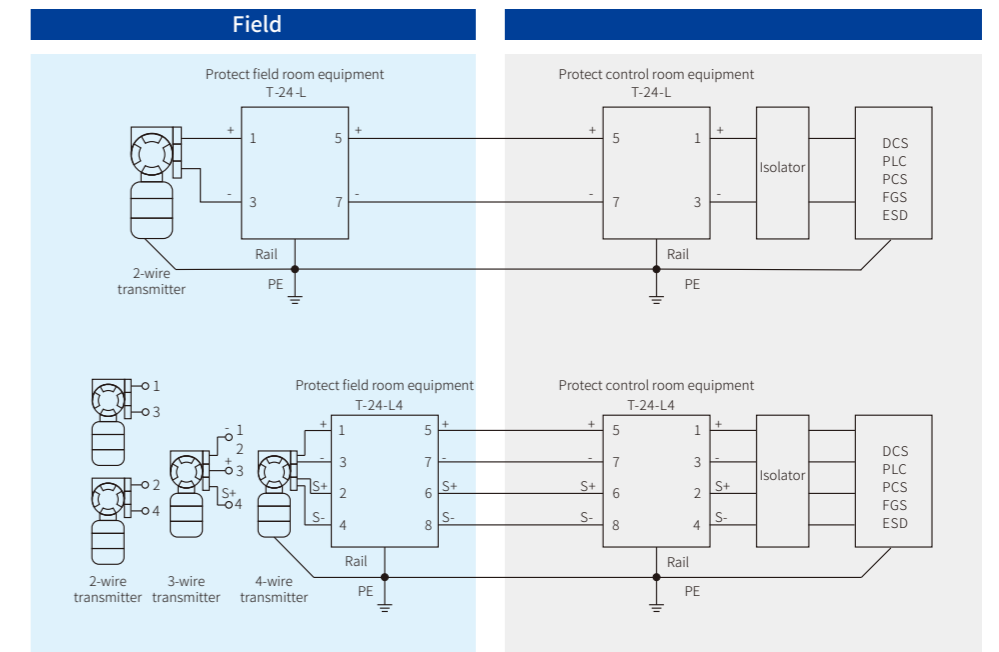 Field
Protect field room equipment
T-24-L
Protect control room equipment
T-24-L
+ 1 5 + + 5 1 +
- 3 7 - - 7 3 -
Isolator
DCS
PLC
PCS
FGS
ESD
Rail
PE
Rail
PE
2-wire
transmitter
Protect field room equipment
T-24-L4
Protect control room equipment
T-24-L4
1
3
2
4
- 1
2
+ 3
S+ 4
+ 1 5 + + 5 1 +
- 3 7 - - 7 3 -
S+ 2 6 S+ S+ 6 2 S+
S- 4 8 S- S- 8 4 S-
Isolator
DCS
PLC
PCS
FGS
ESD
Rail
PE
Rail
PE
2-wire
transmitter
3-wire
transmitter
4-wire
transmitter